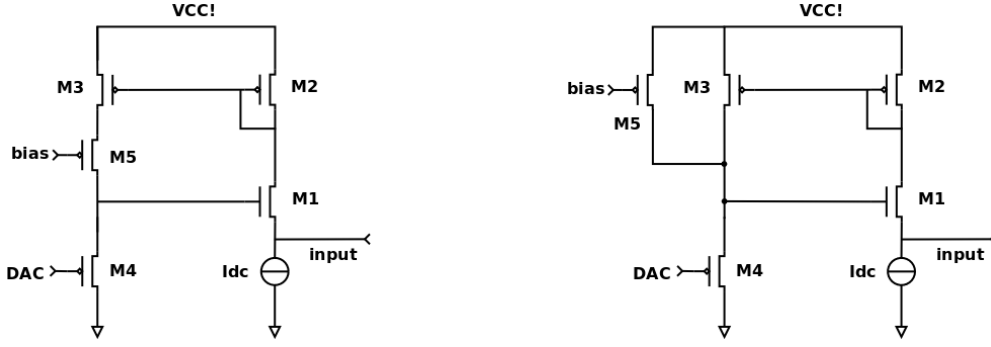 VCC!
M3
M2
bias
M5
M1
input
DAC
M4
Idc
VCC!
bias
M3
M2
M5
M1
input
DAC
M4
Idc